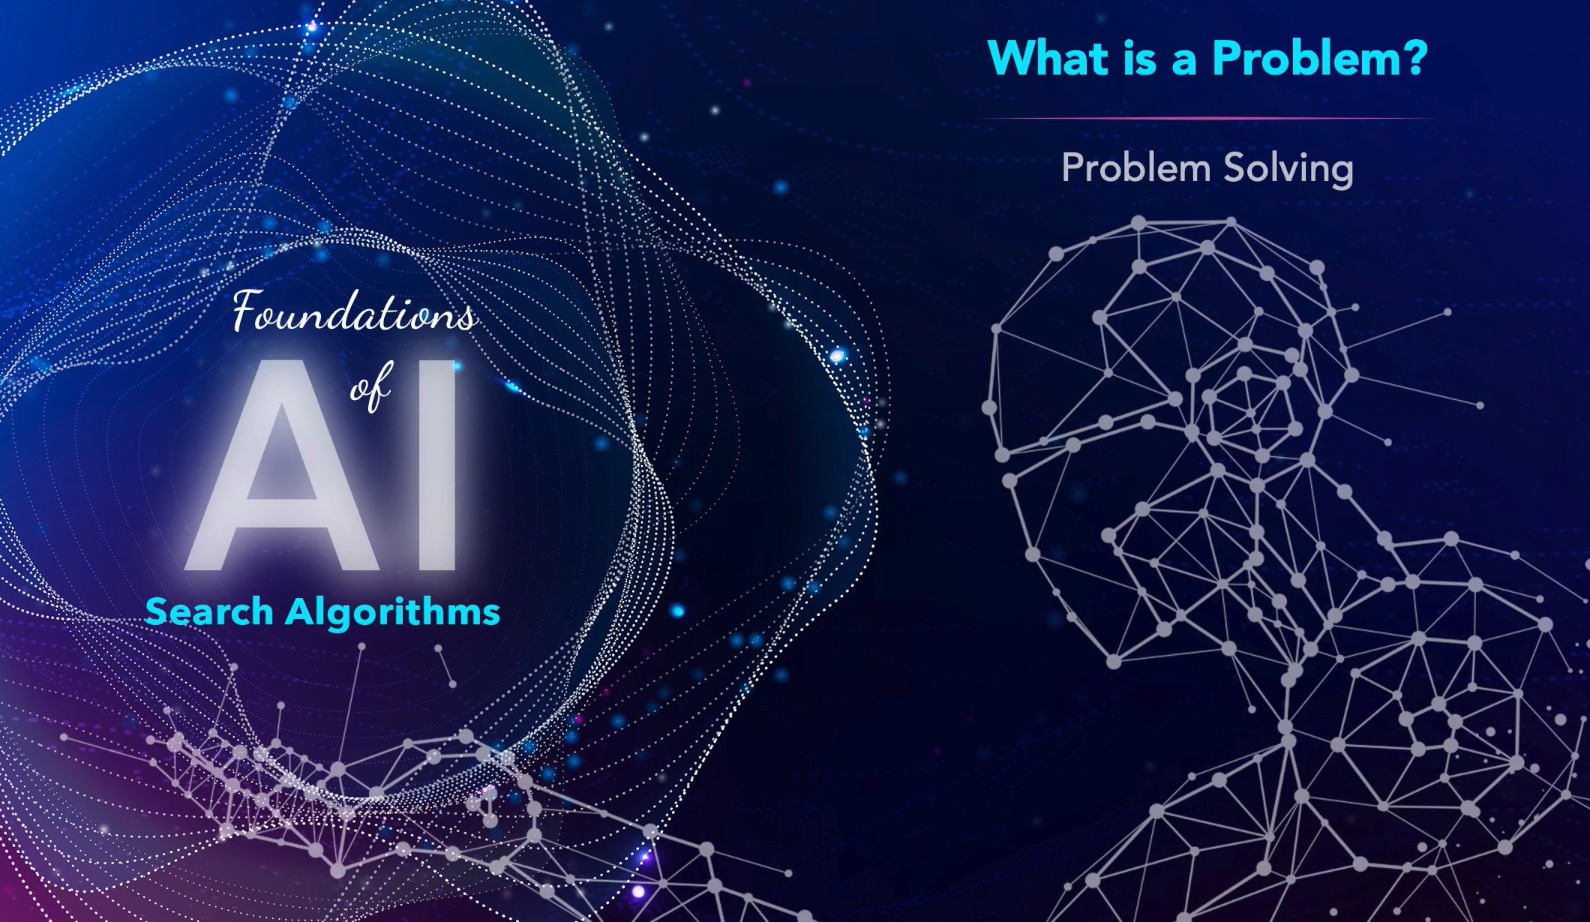 Foundations
of
AI
Search Algorithms
What is a Problem?
Problem Solving